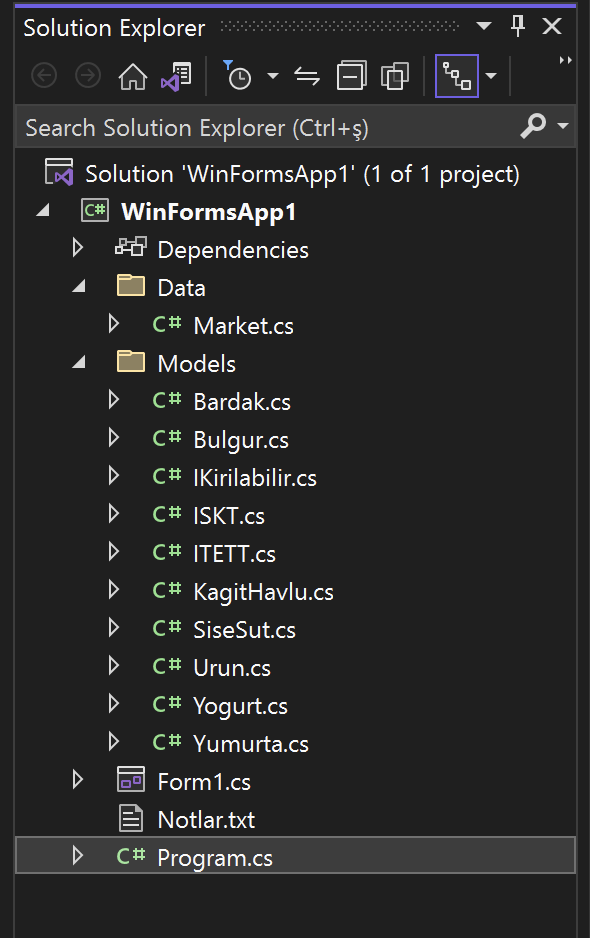 Solution Explorer
Search Solution Explorer (Ctrl+ş)
Solution 'WinFormsApp1' (1 of 1 project)
C# WinFormsApp1
Dependencies
Data
C# Market.cs
Models
C# Bardak.cs
C# Bulgur.cs
C# IKirilabilir.cs
C# ISKT.cs
C# ITETT.cs
C# KagitHavlu.cs
C# SiseSut.cs
C# Urun.cs
C# Yogurt.cs
C# Yumurta.cs
Form1.cs
Notlar.txt
C# Program.cs